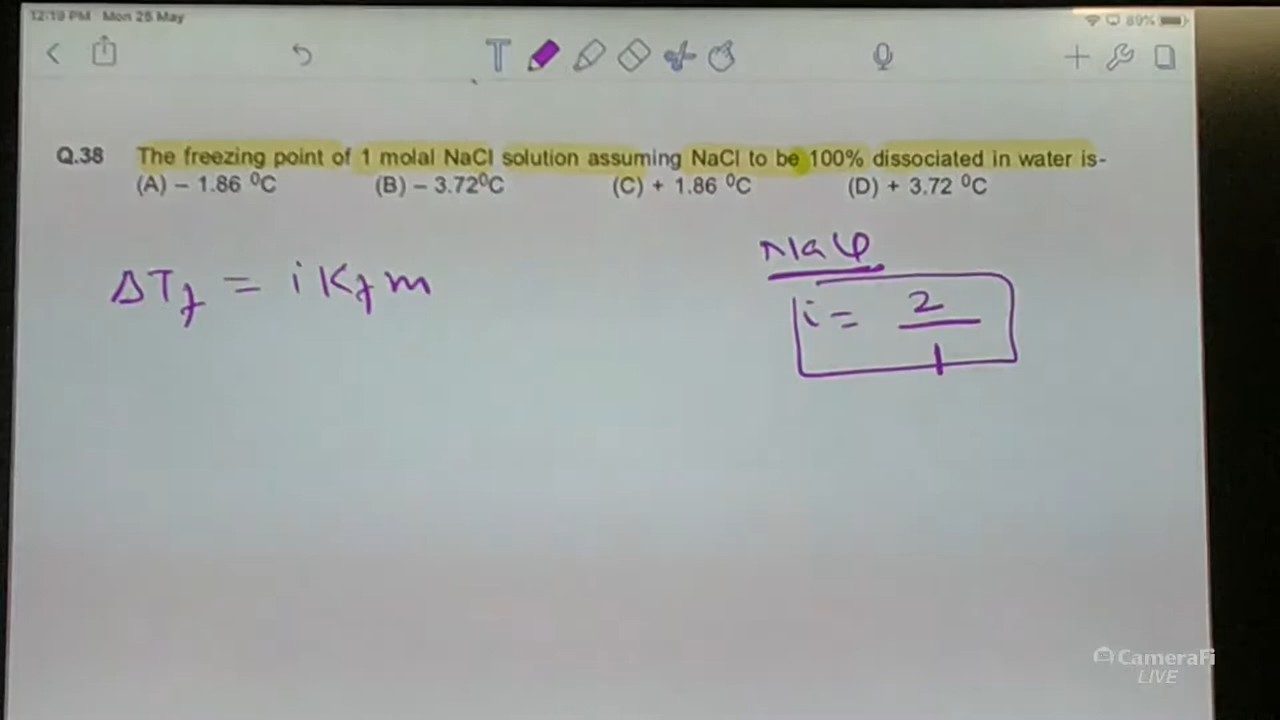 12:19 PM Mon 25 May
89%
T
Q.38 The freezing point of 1 molal NaCl solution assuming NaCl to be 100% dissociated in water is-
(A) – 1.86 ⁰C (B) – 3.72⁰C (C) + 1.86 ⁰C (D) + 3.72 ⁰C
NaCl
ΔTf = i Kf m
i = 2/1
CameraFi
LIVE